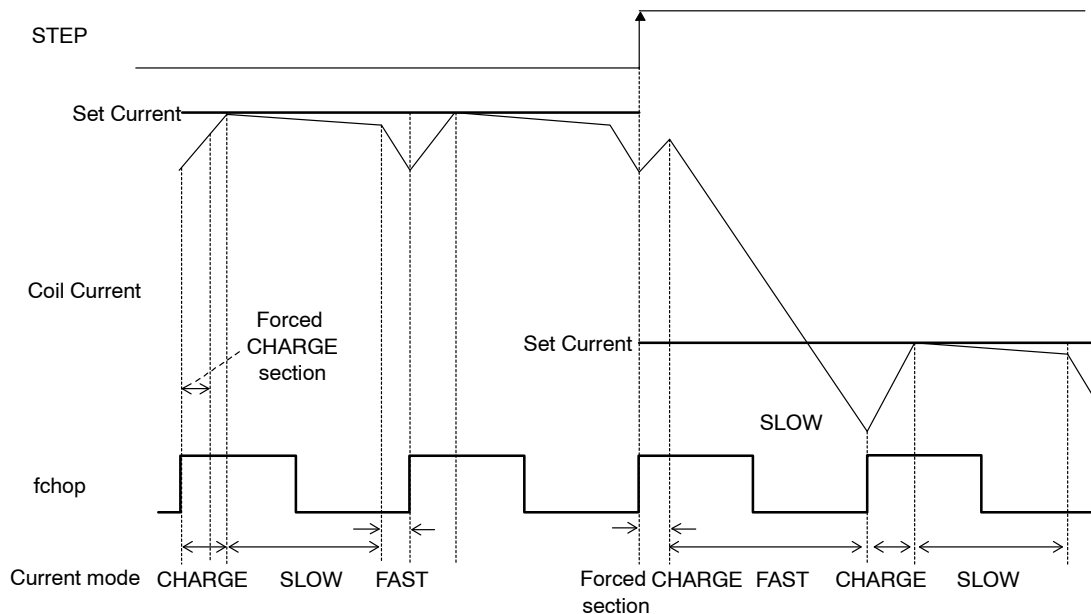 STEP
Set Current
Coil Current
Forced
CHARGE
section
Set Current
SLOW
fchop
Current mode CHARGE SLOW FAST Forced CHARGE FAST CHARGE SLOW
section